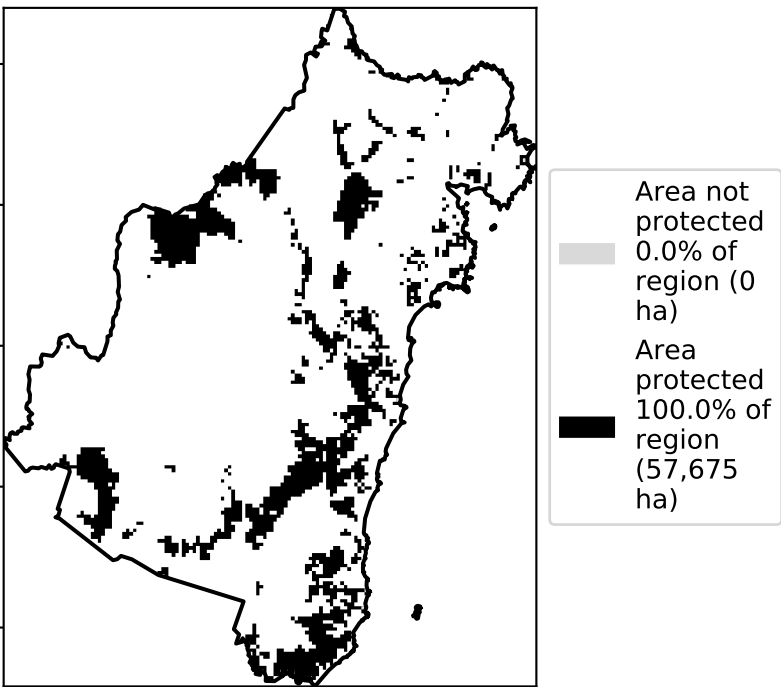 Area not
protected
0.0% of
region (0
ha)
Area
protected
100.0% of
region
(57,675
ha)